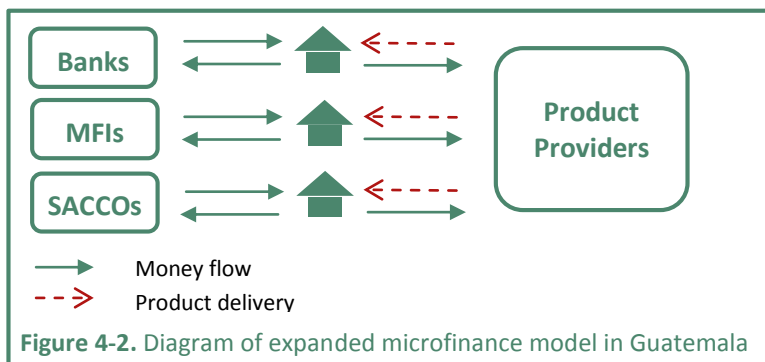 Banks
MFIs
SACCOs
Product
Providers
Money flow
Product delivery
Figure 4-2. Diagram of expanded microfinance model in Guatemala